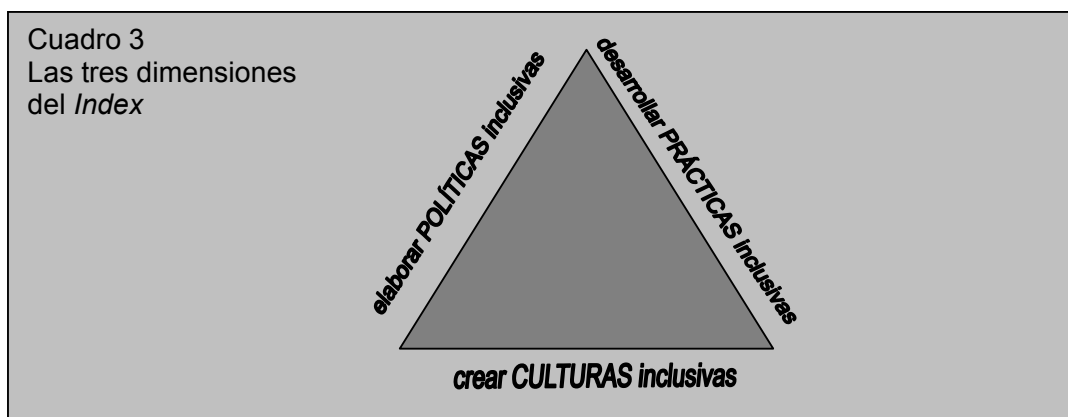 Cuadro 3
Las tres dimensiones
del Index
elaborar POLÍTICAS inclusivas
desarrollar PRÁCTICAS inclusivas
crear CULTURAS inclusivas